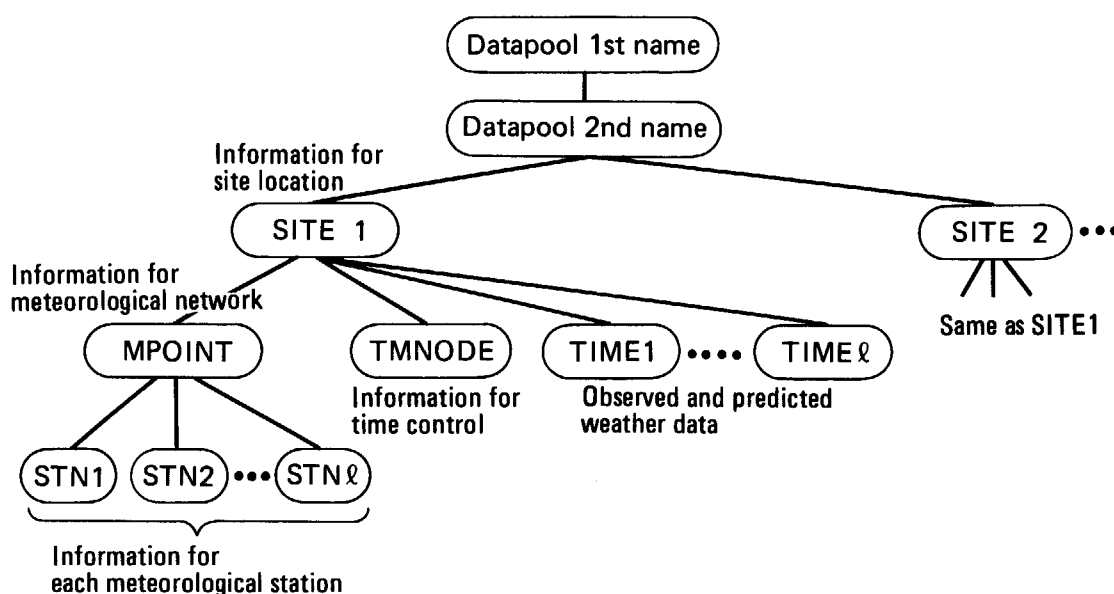 Datapool 1st name
Datapool 2nd name
Information for
site location
SITE 1
SITE 2 •••
Information for
meteorological network
Same as SITE1
MPOINT
TMNODE
TIME1 •••• TIMEℓ
Information for
time control
Observed and predicted
weather data
STN1 STN2 ••• STNℓ
Information for
each meteorological station